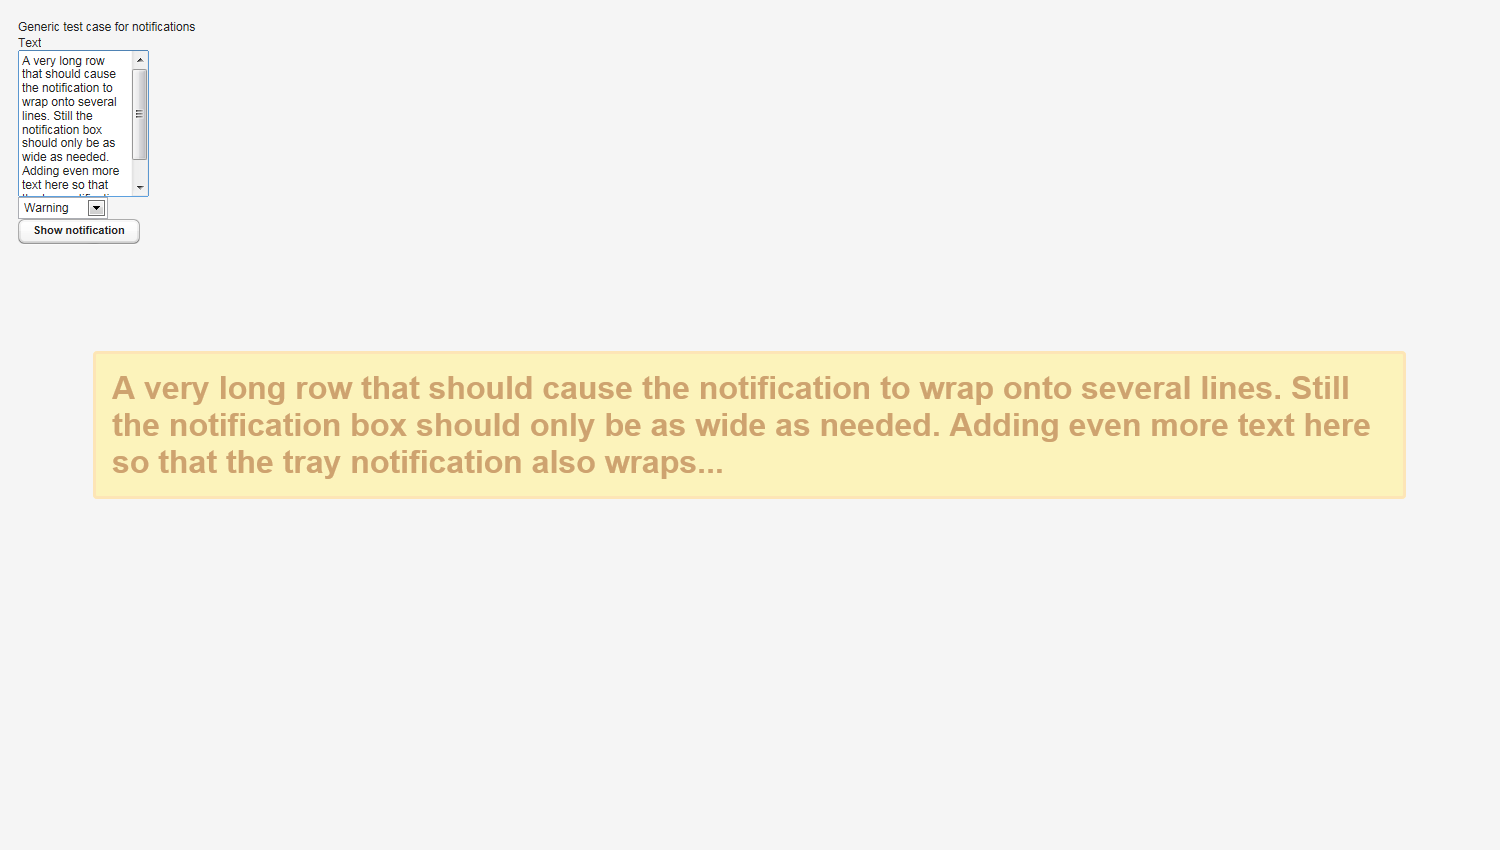 Generic test case for notifications
Text
A very long row
that should cause
the notification to
wrap onto several
lines. Still the
notification box
should only be as
wide as needed.
Adding even more
text here so that
Warning
Show notification
A very long row that should cause the notification to wrap onto several lines. Still
the notification box should only be as wide as needed. Adding even more text here
so that the tray notification also wraps...